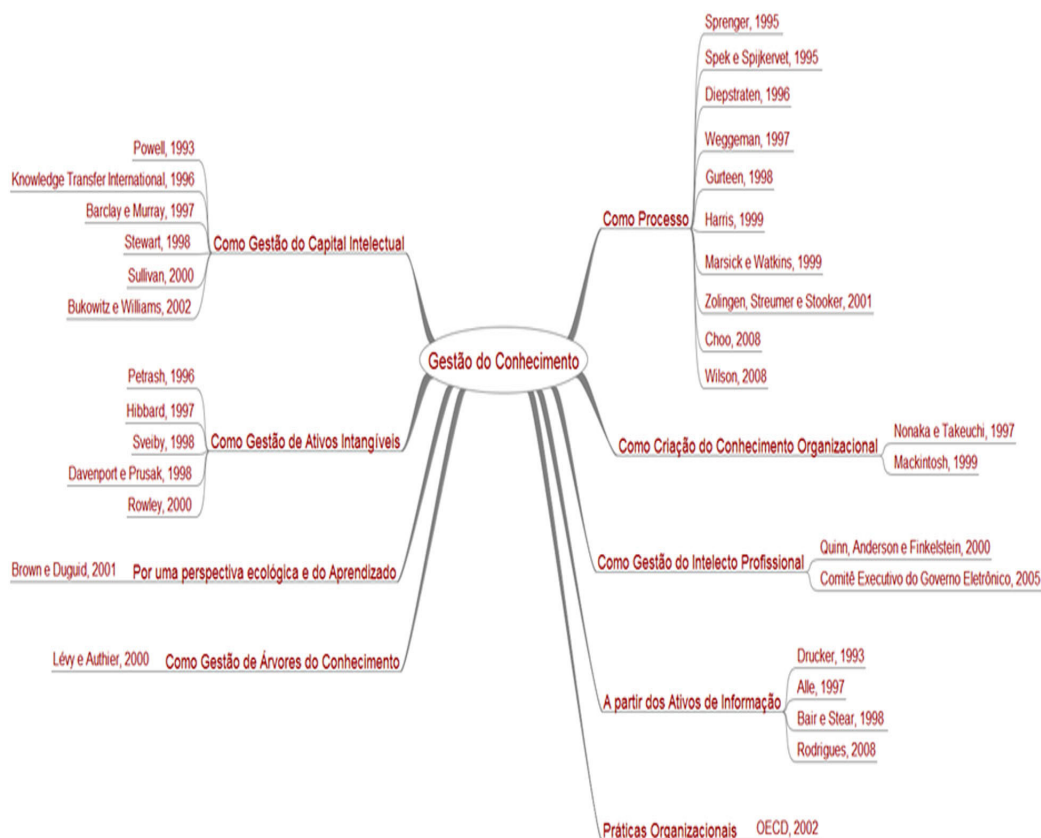 Gestão do Conhecimento
Como Gestão do Capital Intelectual
Powell, 1993
Knowledge Transfer International, 1996
Barclay e Murray, 1997
Stewart, 1998
Sullivan, 2000
Bukowitz e Williams, 2002
Como Gestão de Ativos Intangíveis
Petrash, 1996
Hibbard, 1997
Sveiby, 1998
Davenport e Prusak, 1998
Rowley, 2000
Por uma perspectiva ecológica e do Aprendizado
Brown e Duguid, 2001
Como Gestão de Árvores do Conhecimento
Lévy e Authier, 2000
Como Processo
Sprenger, 1995
Spek e Spijkervet, 1995
Diepstraten, 1996
Weggeman, 1997
Gurteen, 1998
Harris, 1999
Marsick e Watkins, 1999
Zolingen, Streumer e Stooker, 2001
Choo, 2008
Wilson, 2008
Como Criação do Conhecimento Organizacional
Nonaka e Takeuchi, 1997
Mackintosh, 1999
Como Gestão do Intelecto Profissional
Quinn, Anderson e Finkelstein, 2000
Comitê Executivo do Governo Eletrônico, 2005
A partir dos Ativos de Informação
Drucker, 1993
Alle, 1997
Bair e Stear, 1998
Rodrigues, 2008
Práticas Organizacionais
OECD, 2002